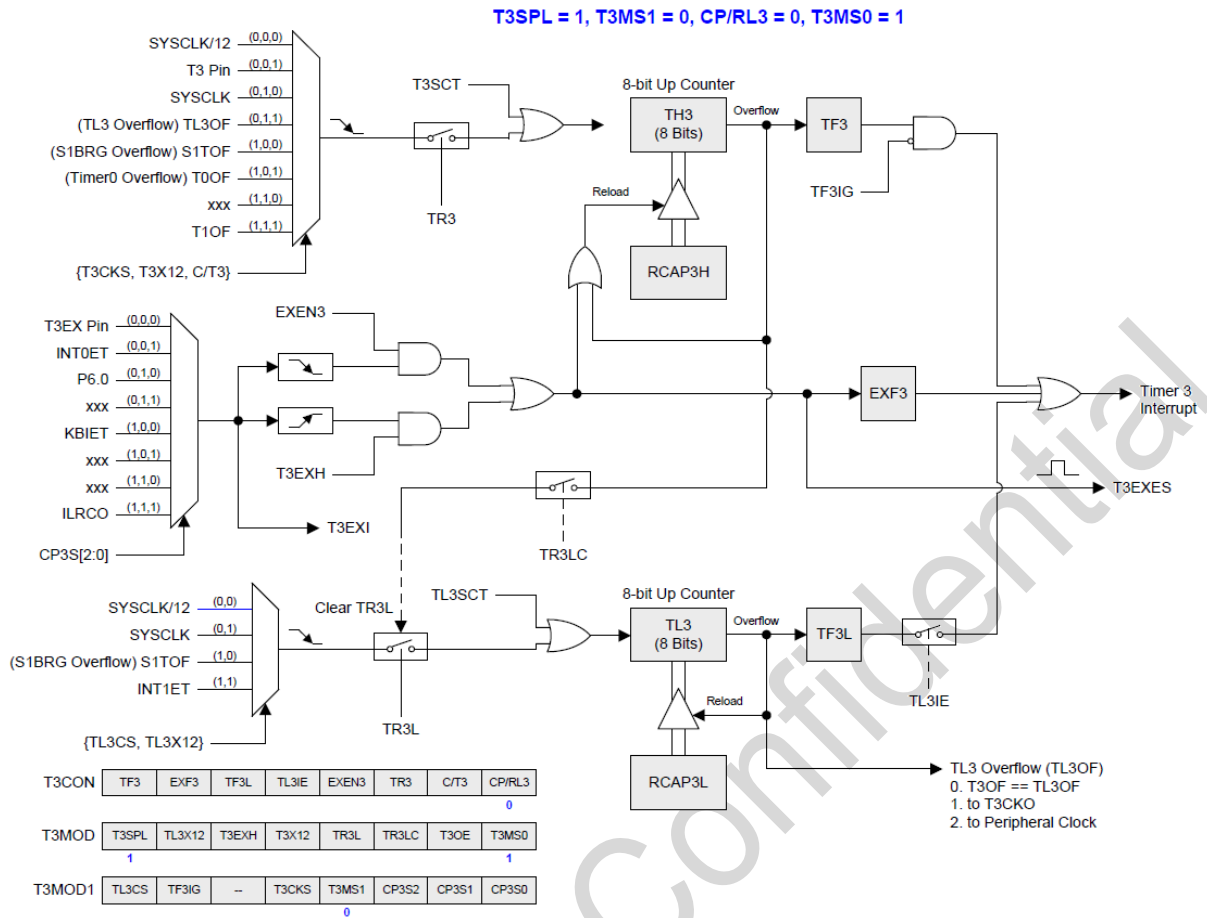 T3SPL = 1, T3MS1 = 0, CP/RL3 = 0, T3MS0 = 1
SYSCLK/12 (0,0,0)
T3 Pin (0,0,1)
SYSCLK (0,1,0)
(TL3 Overflow) TL3OF (0,1,1)
(S1BRG Overflow) S1TOF (1,0,0)
(Timer0 Overflow) T0OF (1,0,1)
xxx (1,1,0)
T1OF (1,1,1)
{T3CKS, T3X12, C/T3}
TR3
T3SCT
8-bit Up Counter
TH3
(8 Bits)
Overflow
TF3
TF3IG
Reload
RCAP3H
EXEN3
T3EX Pin (0,0,0)
INT0ET (0,0,1)
P6.0 (0,1,0)
xxx (0,1,1)
KBIET (1,0,0)
xxx (1,0,1)
xxx (1,1,0)
ILRCO (1,1,1)
CP3S[2:0]
T3EXH
T3EXI
EXF3
Timer 3
Interrupt
T3EXES
TR3LC
SYSCLK/12 (0,0)
SYSCLK (0,1)
(S1BRG Overflow) S1TOF (1,0)
INT1ET (1,1)
{TL3CS, TL3X12}
Clear TR3L
TR3L
TL3SCT
8-bit Up Counter
TL3
(8 Bits)
Overflow
TF3L
TL3IE
Reload
RCAP3L
TL3 Overflow (TL3OF)
0. T3OF == TL3OF
1. to T3CKO
2. to Peripheral Clock
T3CON TF3 EXF3 TF3L TL3IE EXEN3 TR3 C/T3 CP/RL3
0
T3MOD T3SPL TL3X12 T3EXH T3X12 TR3L TR3LC T3OE T3MS0
1 1
T3MOD1 TL3CS TF3IG -- T3CKS T3MS1 CP3S2 CP3S1 CP3S0
0
Confidential